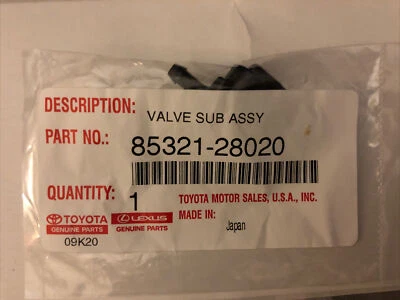 DESCRIPTION: VALVE SUB ASSY
PART NO.: 85321-28020
QUANTITY: 1 TOYOTA MOTOR SALES, U.S.A., INC.
TOYOTA LEXUS MADE IN:
GENUINE PARTS GENUINE PARTS Japan
09K20